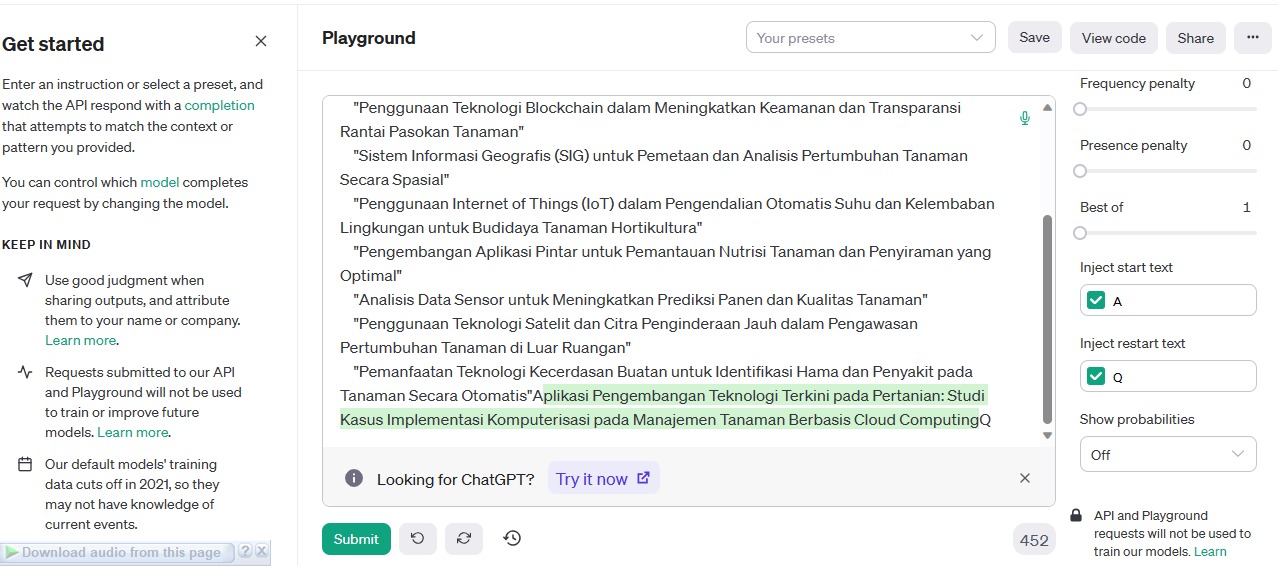 Get started
Enter an instruction or select a preset, and
watch the API respond with a completion
that attempts to match the context or
pattern you provided.
You can control which model completes
your request by changing the model.
KEEP IN MIND
Use good judgment when
sharing outputs, and attribute
them to your name or company.
Learn more.
Requests submitted to our API
and Playground will not be used
to train or improve future
models. Learn more.
Our default models' training
data cuts off in 2021, so they
may not have knowledge of
current events.
Download audio from this page ? X
Playground
Your presets
Save
View code
Share
...
"Penggunaan Teknologi Blockchain dalam Meningkatkan Keamanan dan Transparansi
Rantai Pasokan Tanaman"
"Sistem Informasi Geografis (SIG) untuk Pemetaan dan Analisis Pertumbuhan Tanaman
Secara Spasial"
"Penggunaan Internet of Things (IoT) dalam Pengendalian Otomatis Suhu dan Kelembaban
Lingkungan untuk Budidaya Tanaman Hortikultura"
"Pengembangan Aplikasi Pintar untuk Pemantauan Nutrisi Tanaman dan Penyiraman yang
Optimal"
"Analisis Data Sensor untuk Meningkatkan Prediksi Panen dan Kualitas Tanaman"
"Penggunaan Teknologi Satelit dan Citra Penginderaan Jauh dalam Pengawasan
Pertumbuhan Tanaman di Luar Ruangan"
"Pemanfaatan Teknologi Kecerdasan Buatan untuk Identifikasi Hama dan Penyakit pada
Tanaman Secara Otomatis"Aplikasi Pengembangan Teknologi Terkini pada Pertanian: Studi
Kasus Implementasi Komputerisasi pada Manajemen Tanaman Berbasis Cloud ComputingQ
Looking for ChatGPT? Try it now
Submit
452
Frequency penalty 0
Presence penalty 0
Best of 1
Inject start text
A
Inject restart text
Q
Show probabilities
Off
API and Playground
requests will not be used to
train our models. Learn